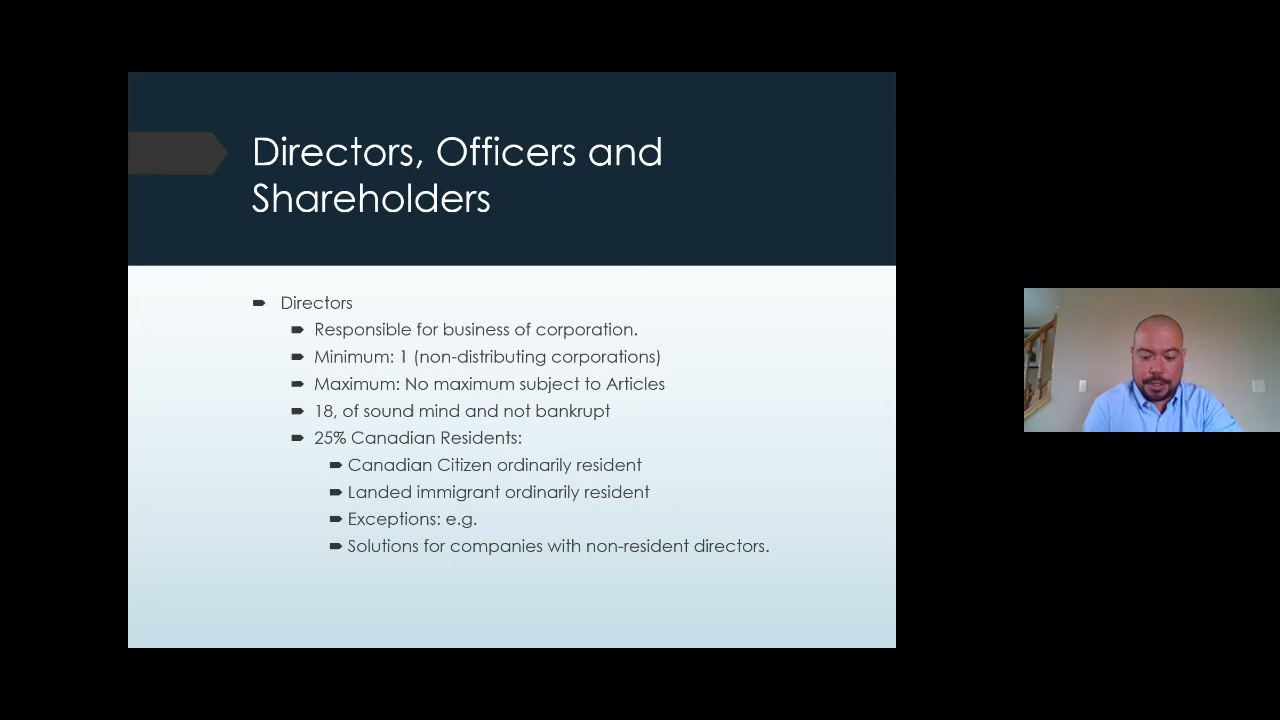 Directors, Officers and
Shareholders
Directors
Responsible for business of corporation.
Minimum: 1 (non-distributing corporations)
Maximum: No maximum subject to Articles
18, of sound mind and not bankrupt
25% Canadian Residents:
Canadian Citizen ordinarily resident
Landed immigrant ordinarily resident
Exceptions: e.g.
Solutions for companies with non-resident directors.